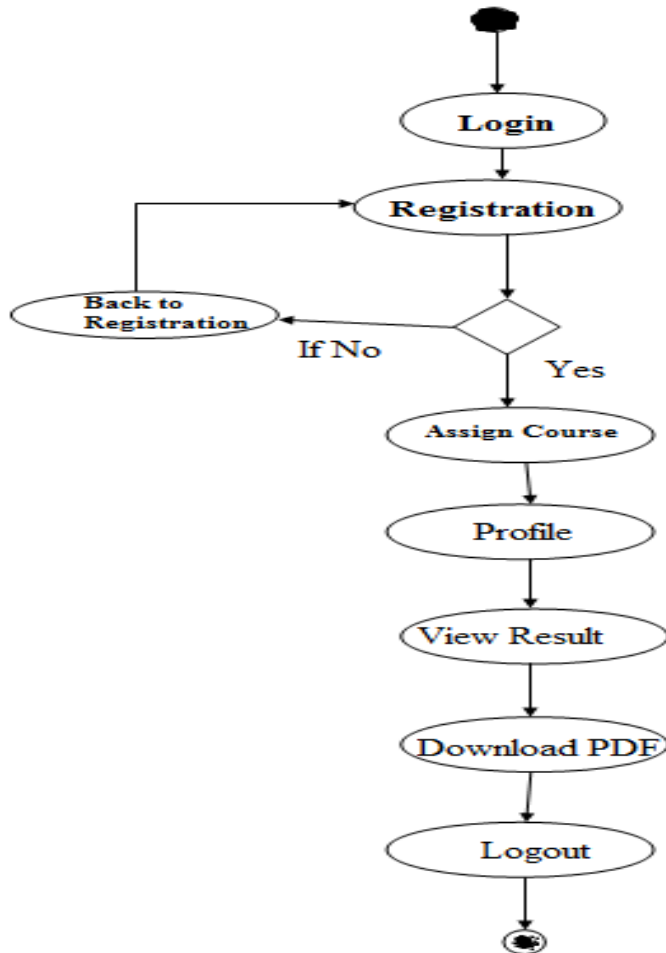 Login
Registration
Back to
Registration
If No
Yes
Assign Course
Profile
View Result
Download PDF
Logout